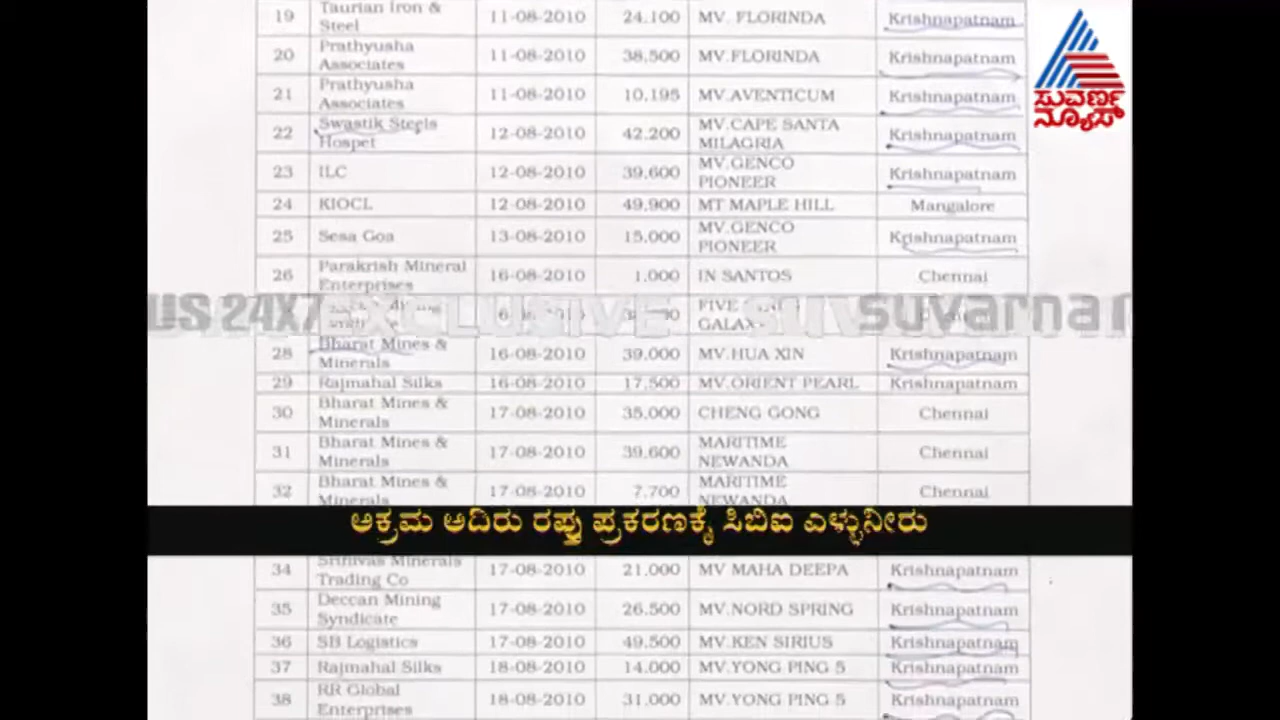 19 Taurian Iron & Steel 11-08-2010 24,100 MV. FLORINDA Krishnapatnam
20 Prathyusha Associates 11-08-2010 38,500 MV.FLORINDA Krishnapatnam
21 Prathyusha Associates 11-08-2010 10,195 MV.AVENTICUM Krishnapatnam
22 Swastik Steels Hospet 12-08-2010 42,200 MV.CAPE SANTA MILAGRIA Krishnapatnam
23 ILC 12-08-2010 39,600 MV.GENCO PIONEER Krishnapatnam
24 KIOCL 12-08-2010 49,900 MT MAPLE HILL Mangalore
25 Sesa Goa 13-08-2010 15,000 MV.GENCO PIONEER Krishnapatnam
26 Parakrish Mineral Enterprises 16-08-2010 1,000 IN SANTOS Chennai
28 Bharat Mines & Minerals 16-08-2010 39,000 MV.HUA XIN Krishnapatnam
29 Rajmahal Silks 16-08-2010 17,500 MV.ORIENT PEARL Krishnapatnam
30 Bharat Mines & Minerals 17-08-2010 35,000 CHENG GONG Chennai
31 Bharat Mines & Minerals 17-08-2010 39,600 MARITIME NEWANDA Chennai
32 Bharat Mines & Minerals 17-08-2010 7,700 MARITIME NEWANDA Chennai
34 Srinivas Minerals Trading Co 17-08-2010 21,000 MV MAHA DEEPA Krishnapatnam
35 Deccan Mining Syndicate 17-08-2010 26,500 MV.NORD SPRING Krishnapatnam
36 SB Logistics 17-08-2010 49,500 MV.KEN SIRIUS Krishnapatnam
37 Rajmahal Silks 18-08-2010 14,000 MV.YONG PING 5 Krishnapatnam
38 RR Global Enterprises 18-08-2010 31,000 MV.YONG PING 5 Krishnapatnam
ಸುವರ್ಣ
ನ್ಯೂಸ್
US 24X7 EXCLUSIVE SUV suvarna n
ಅಕ್ರಮ ಅದಿರು ರಫ್ತು ಪ್ರಕರಣಕ್ಕೆ ಸಿಬಿಐ ಎಳ್ಳುನೀರು